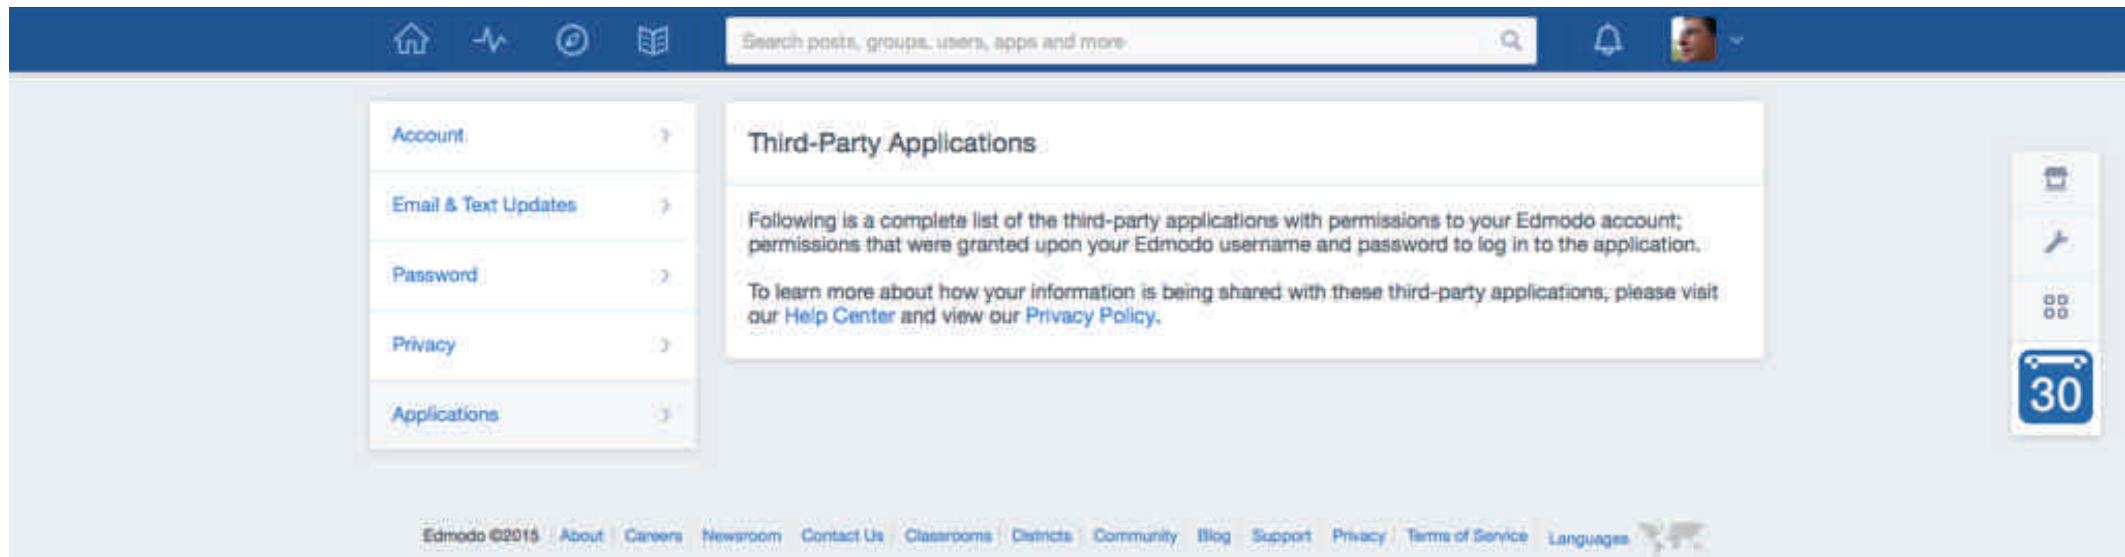 Search posts, groups, users, apps and more
Account
Email & Text Updates
Password
Privacy
Applications
Third-Party Applications
Following is a complete list of the third-party applications with permissions to your Edmodo account;
permissions that were granted upon your Edmodo username and password to log in to the application.
To learn more about how your information is being shared with these third-party applications, please visit
our Help Center and view our Privacy Policy.
30
Edmodo ©2015 About Careers Newsroom Contact Us Classrooms Districts Community Blog Support Privacy Terms of Service Languages